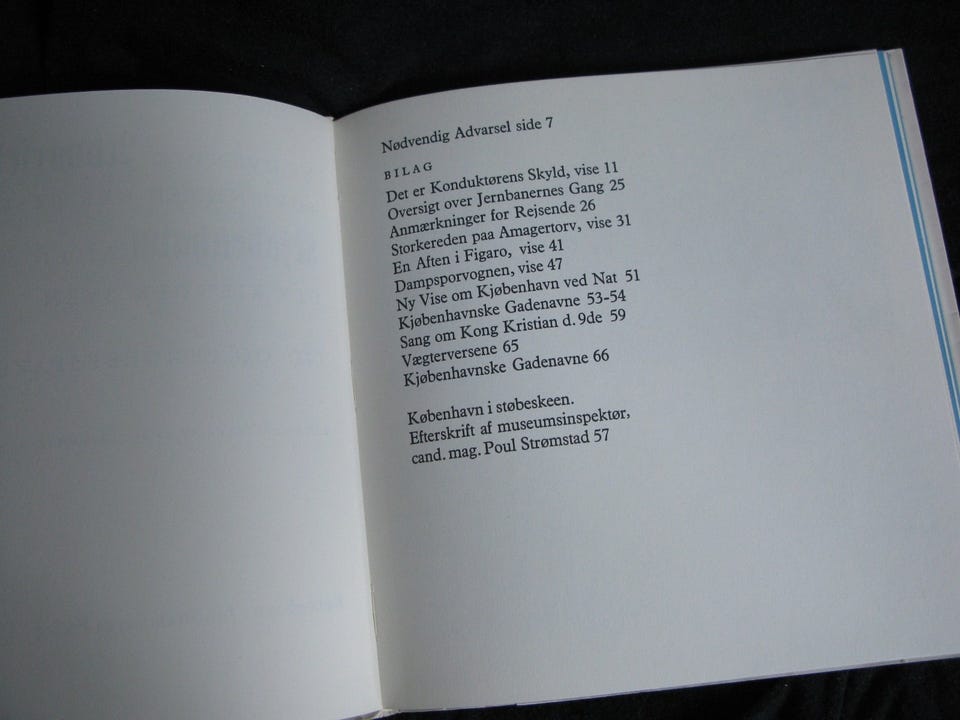 Nødvendig Advarsel side 7
BILAG
Det er Konduktørens Skyld, vise 11
Oversigt over Jernbanernes Gang 25
Anmærkninger for Rejsende 26
Storkereden paa Amagertorv, vise 31
En Aften i Figaro, vise 41
Dampsporvognen, vise 47
Ny Vise om Kjøbenhavn ved Nat 51
Kjøbenhavnske Gadenavne 53-54
Sang om Kong Kristian d. 9de 59
Vægterversene 65
Kjøbenhavnske Gadenavne 66
København i støbeskeen.
Efterskrift af museumsinspektør,
cand. mag. Poul Strømstad 57